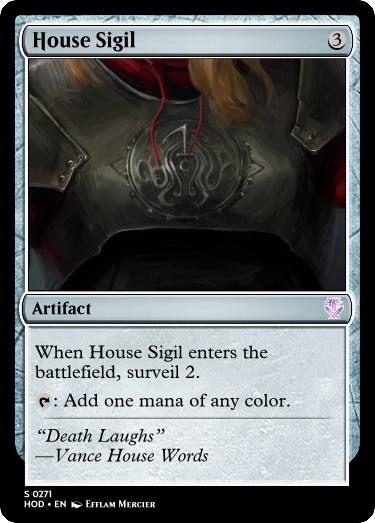 House Sigil 3
Artifact
When House Sigil enters the
battlefield, surveil 2.
: Add one mana of any color.
“Death Laughs”
—Vance House Words
S 0271
HOD • EN Efflam Mercier